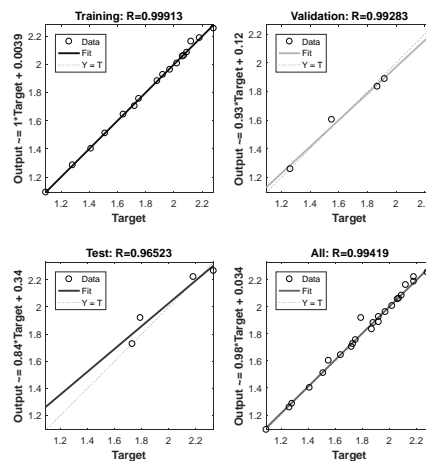 Training: R=0.99913
Output ~= 1*Target + 0.0039
2.2
2
1.8
1.6
1.4
1.2
Data
Fit
Y = T
1.2 1.4 1.6 1.8 2 2.2
Target
Validation: R=0.99283
Output ~= 0.93*Target + 0.12
2.2
2
1.8
1.6
1.4
1.2
Data
Fit
Y = T
1.2 1.4 1.6 1.8 2 2.2
Target
Test: R=0.96523
Output ~= 0.84*Target + 0.34
2.2
2
1.8
1.6
1.4
1.2
Data
Fit
Y = T
1.2 1.4 1.6 1.8 2 2.2
Target
All: R=0.99419
Output ~= 0.98*Target + 0.034
2.2
2
1.8
1.6
1.4
1.2
Data
Fit
Y = T
1.2 1.4 1.6 1.8 2 2.2
Target